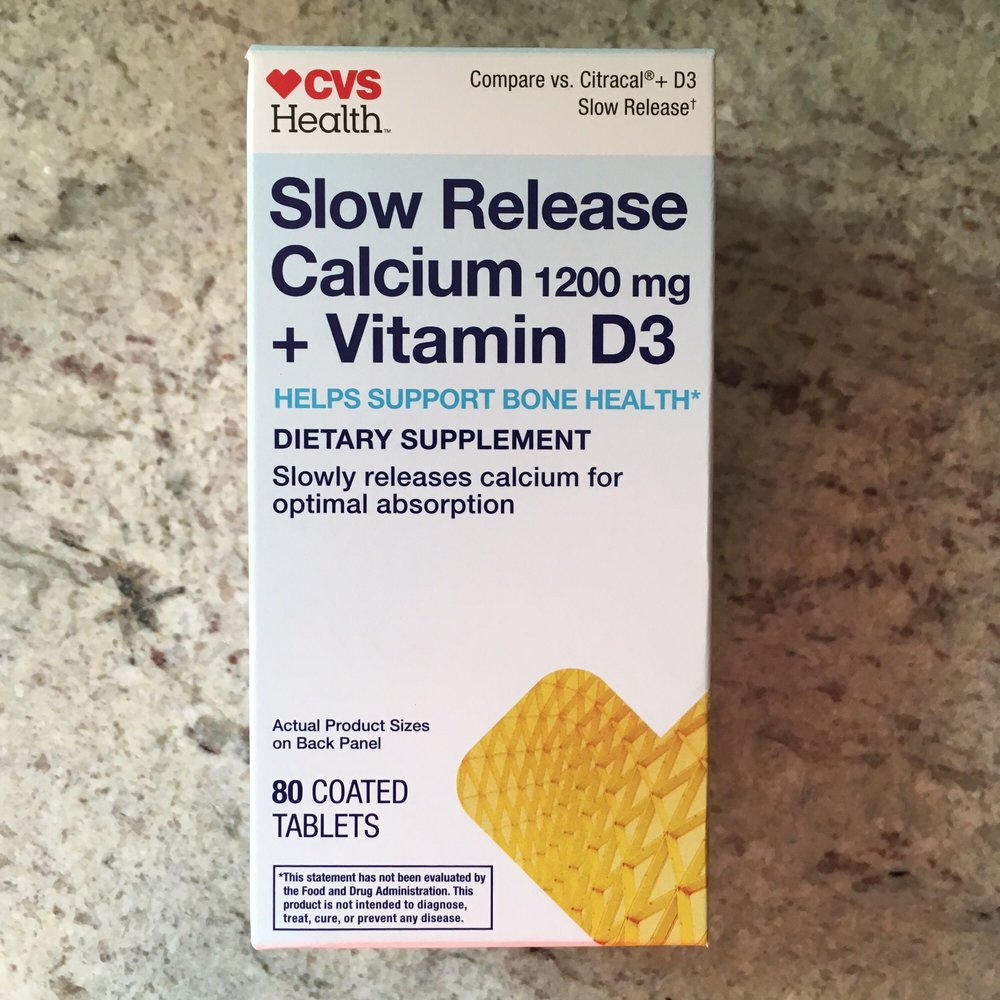 CVS
Health™
Compare vs. Citracal®+ D3
Slow Release†
Slow Release
Calcium 1200 mg
+ Vitamin D3
HELPS SUPPORT BONE HEALTH*
DIETARY SUPPLEMENT
Slowly releases calcium for
optimal absorption
Actual Product Sizes
on Back Panel
80 COATED
TABLETS
*This statement has not been evaluated by
the Food and Drug Administration. This
product is not intended to diagnose,
treat, cure, or prevent any disease.